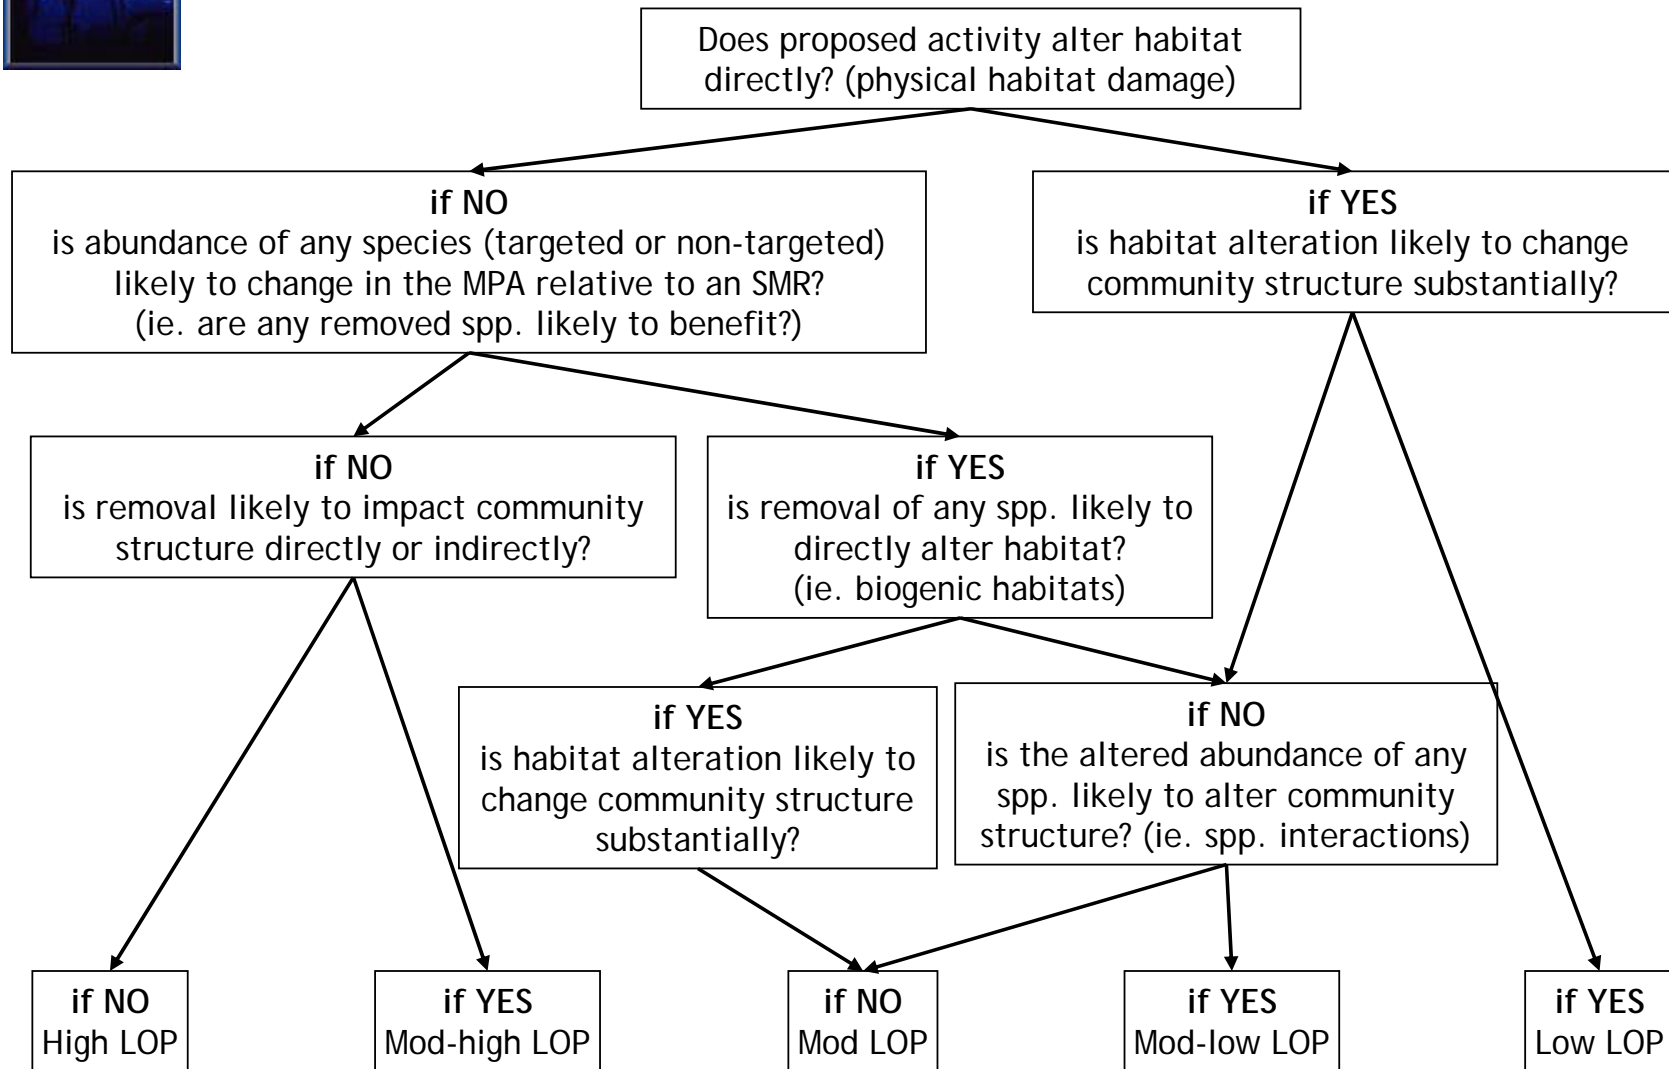 Does proposed activity alter habitat
directly? (physical habitat damage)
if NO
is abundance of any species (targeted or non-targeted)
likely to change in the MPA relative to an SMR?
(ie. are any removed spp. likely to benefit?)
if YES
is habitat alteration likely to change
community structure substantially?
if NO
is removal likely to impact community
structure directly or indirectly?
if YES
is removal of any spp. likely to
directly alter habitat?
(ie. biogenic habitats)
if YES
is habitat alteration likely to
change community structure
substantially?
if NO
is the altered abundance of any
spp. likely to alter community
structure? (ie. spp. interactions)
if NO
High LOP
if YES
Mod-high LOP
if NO
Mod LOP
if YES
Mod-low LOP
if YES
Low LOP